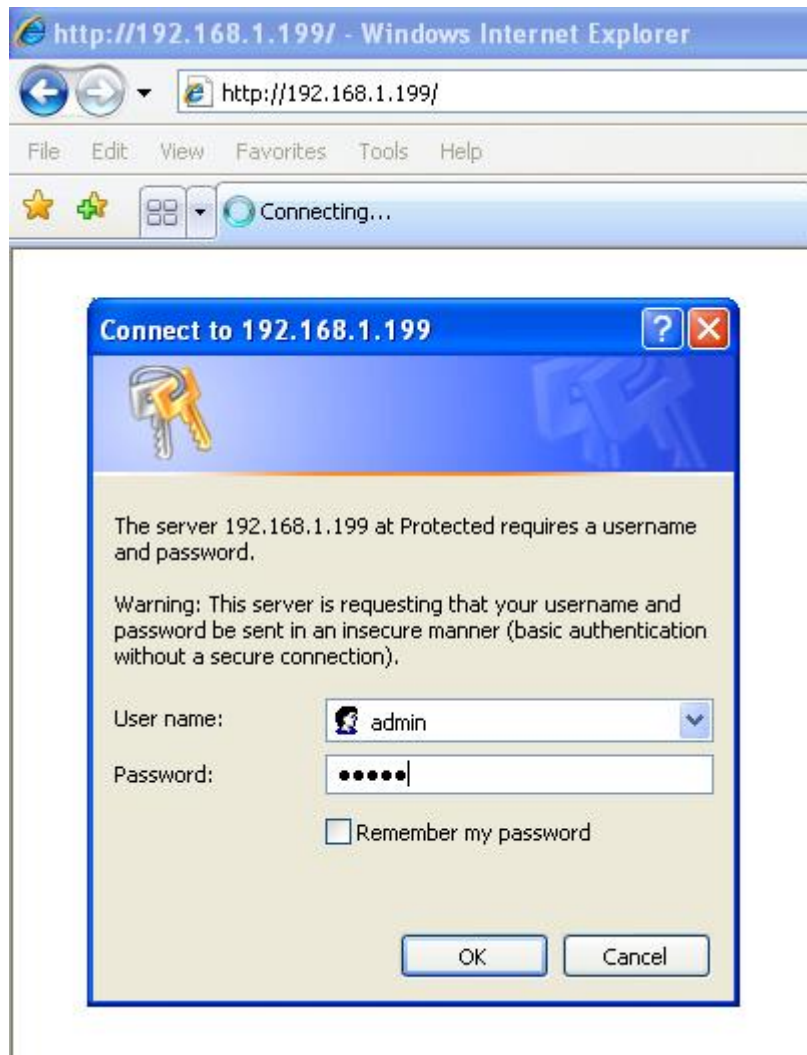 http://192.168.1.199/ - Windows Internet Explorer
http://192.168.1.199/
File Edit View Favorites Tools Help
Connecting...
Connect to 192.168.1.199
The server 192.168.1.199 at Protected requires a username
and password.
Warning: This server is requesting that your username and
password be sent in an insecure manner (basic authentication
without a secure connection).
User name: admin
Password: •••••
Remember my password
OK Cancel